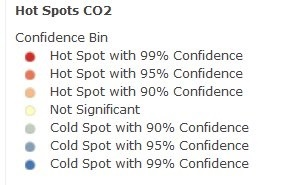 Hot Spots CO2
Confidence Bin
Hot Spot with 99% Confidence
Hot Spot with 95% Confidence
Hot Spot with 90% Confidence
Not Significant
Cold Spot with 90% Confidence
Cold Spot with 95% Confidence
Cold Spot with 99% Confidence